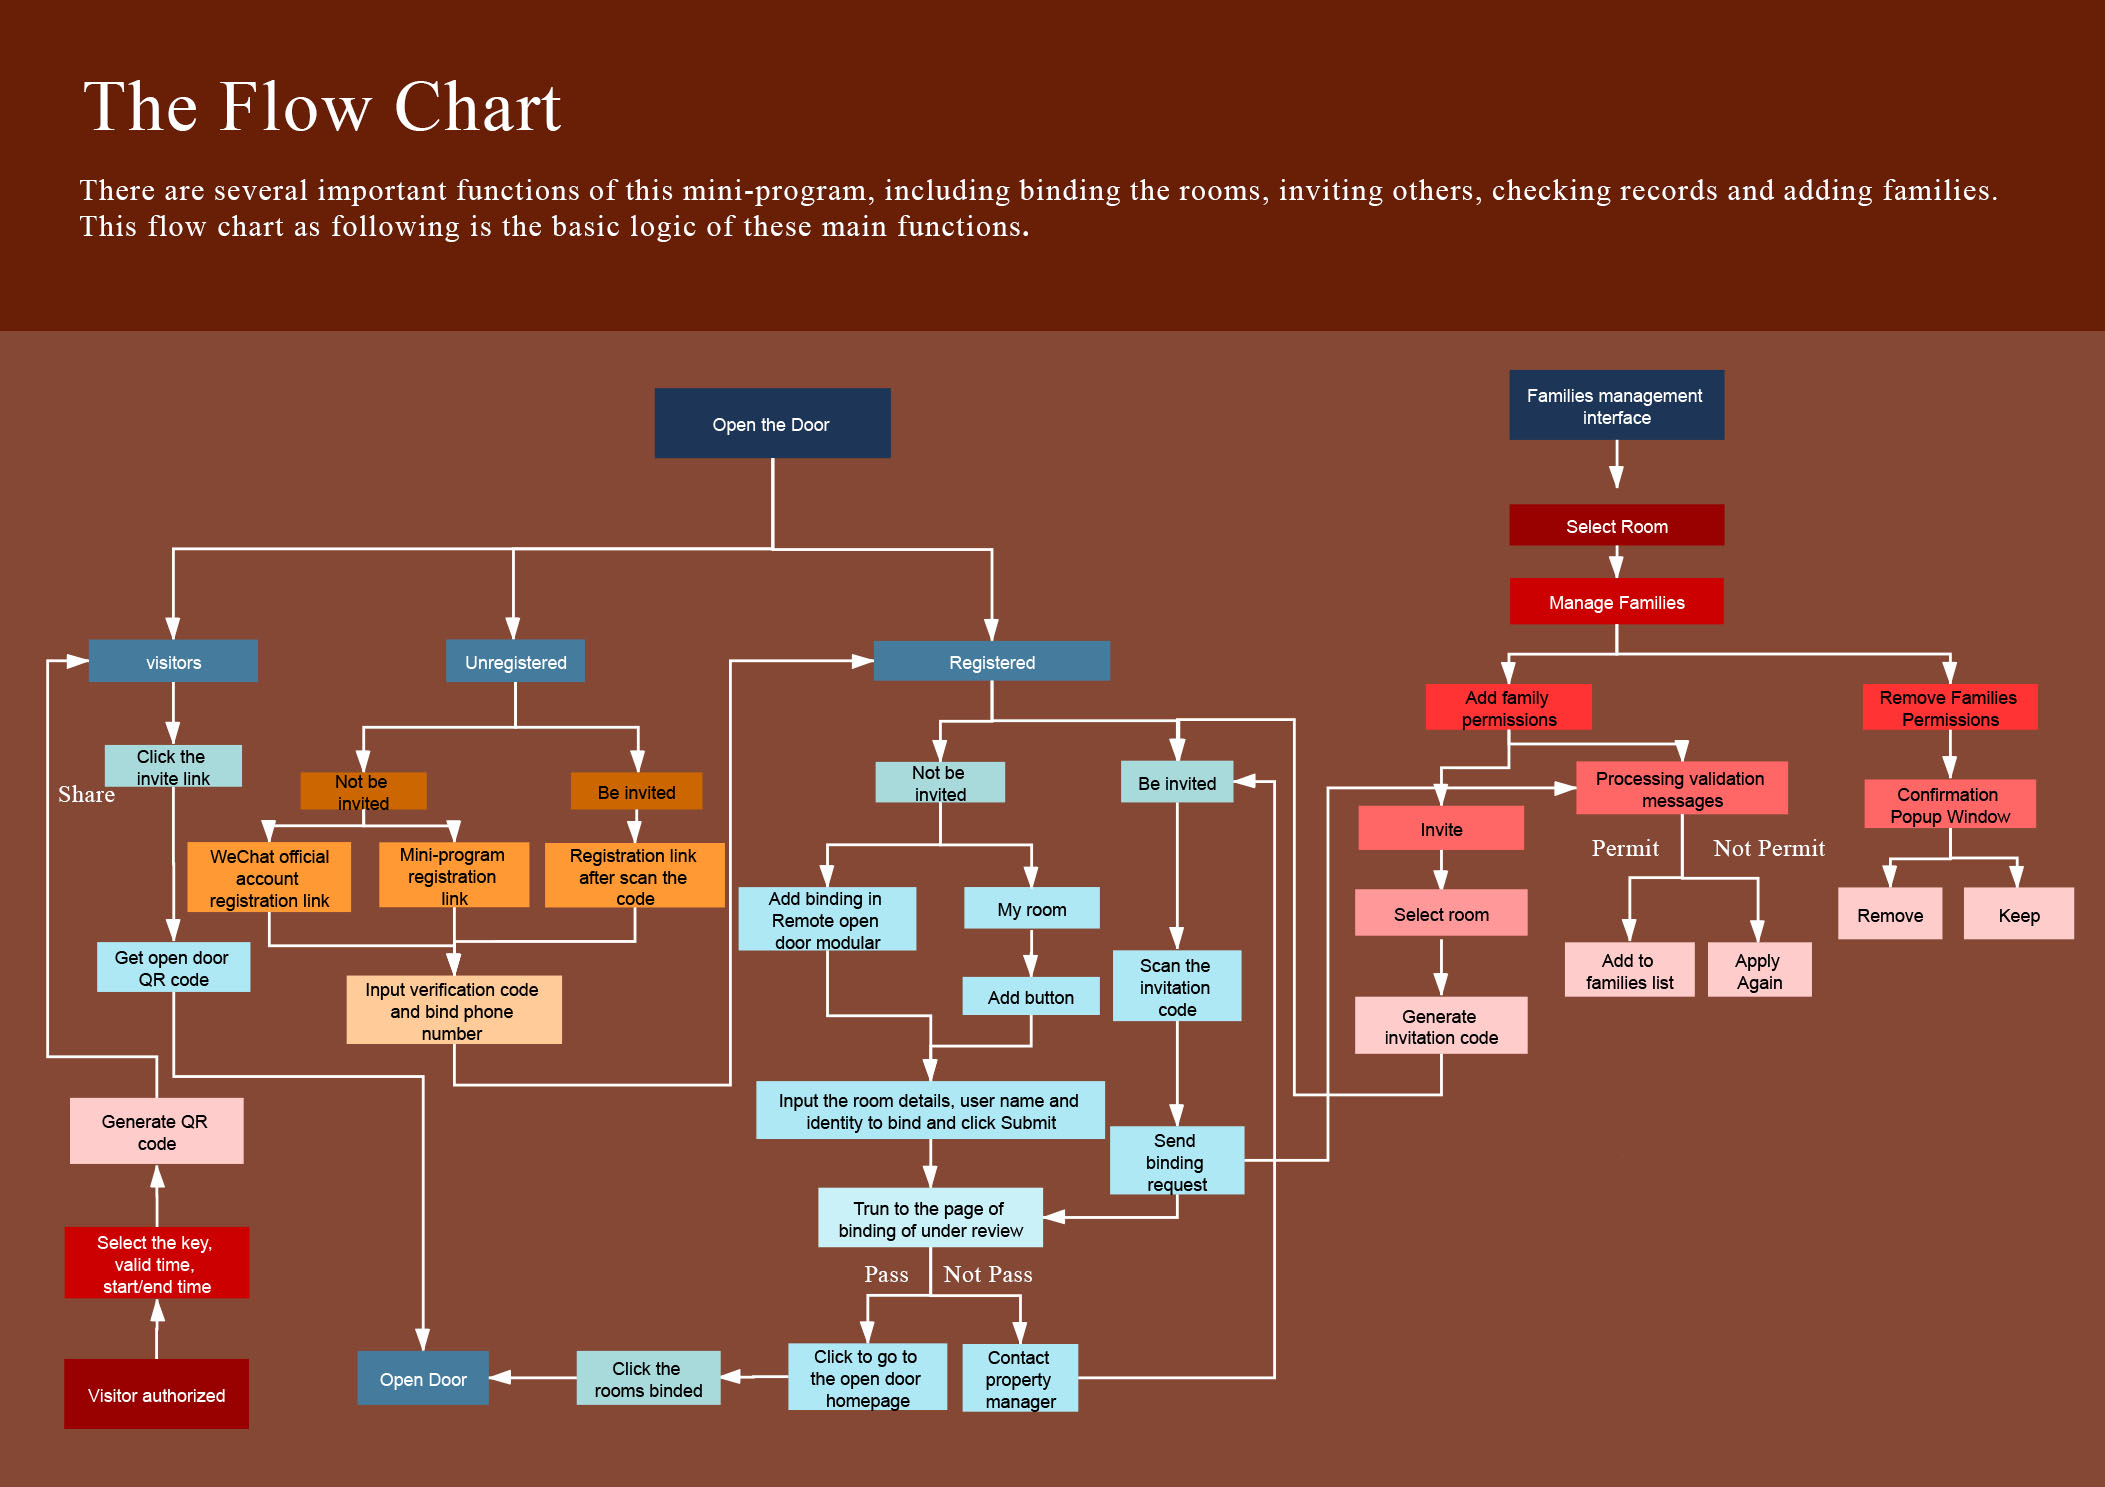 The Flow Chart
There are several important functions of this mini-program, including binding the rooms, inviting others, checking records and adding families.
This flow chart as following is the basic logic of these main functions.
Open the Door
visitors
Unregistered
Registered
Share
Click the
invite link
Get open door
QR code
Not be
invited
Be invited
WeChat official
account
registration link
Mini-program
registration
link
Registration link
after scan the
code
Input verification code
and bind phone
number
Not be
invited
Be invited
Add binding in
Remote open
door modular
My room
Add button
Scan the
invitation
code
Input the room details, user name and
identity to bind and click Submit
Send
binding
request
Trun to the page of
binding of under review
Pass
Not Pass
Click to go to
the open door
homepage
Contact
property
manager
Click the
rooms binded
Open Door
Generate QR
code
Select the key,
valid time,
start/end time
Visitor authorized
Families management
interface
Select Room
Manage Families
Add family
permissions
Remove Families
Permissions
Invite
Select room
Generate
invitation code
Processing validation
messages
Permit
Not Permit
Add to
families list
Apply
Again
Confirmation
Popup Window
Remove
Keep